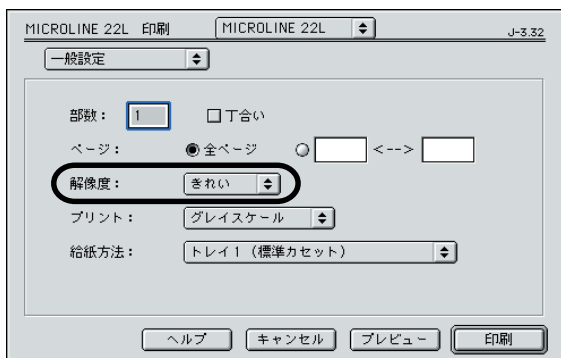 MICROLINE 22L 印刷 MICROLINE 22L J-3.32
一般設定
部数： 1 丁合い
ページ： 全ページ <-->
解像度： きれい
プリント： グレイスケール
給紙方法： トレイ1 （標準カセット）
ヘルプ キャンセル プレビュー 印刷